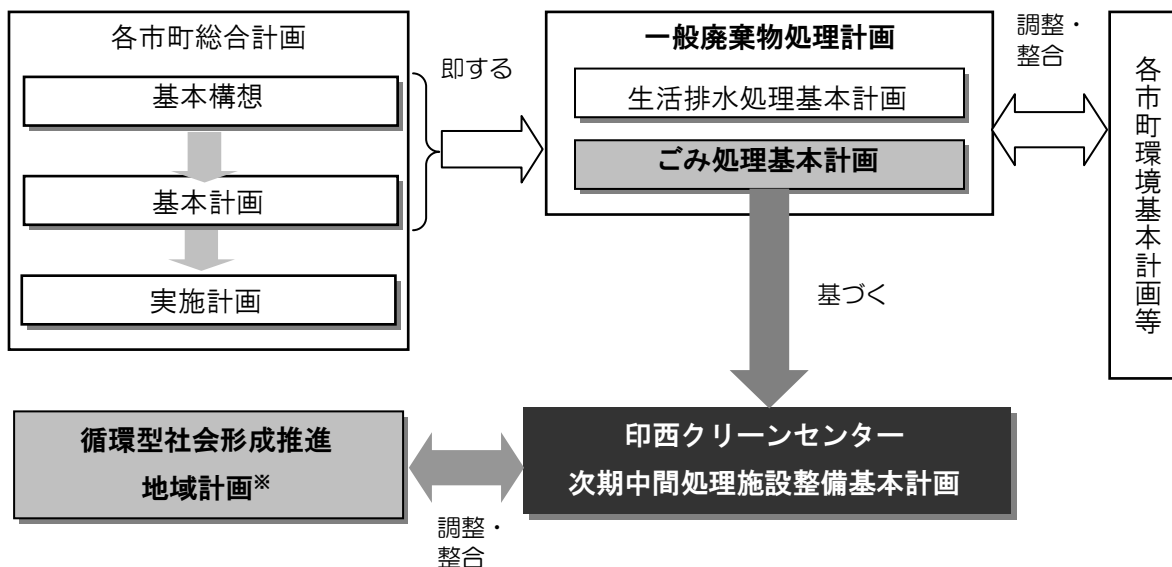 各市町総合計画
基本構想
基本計画
実施計画
即する
一般廃棄物処理計画
生活排水処理基本計画
ごみ処理基本計画
調整・
整合
各市町環境基本計画等
基づく
循環型社会形成推進
地域計画※
調整・
整合
印西クリーンセンター
次期中間処理施設整備基本計画